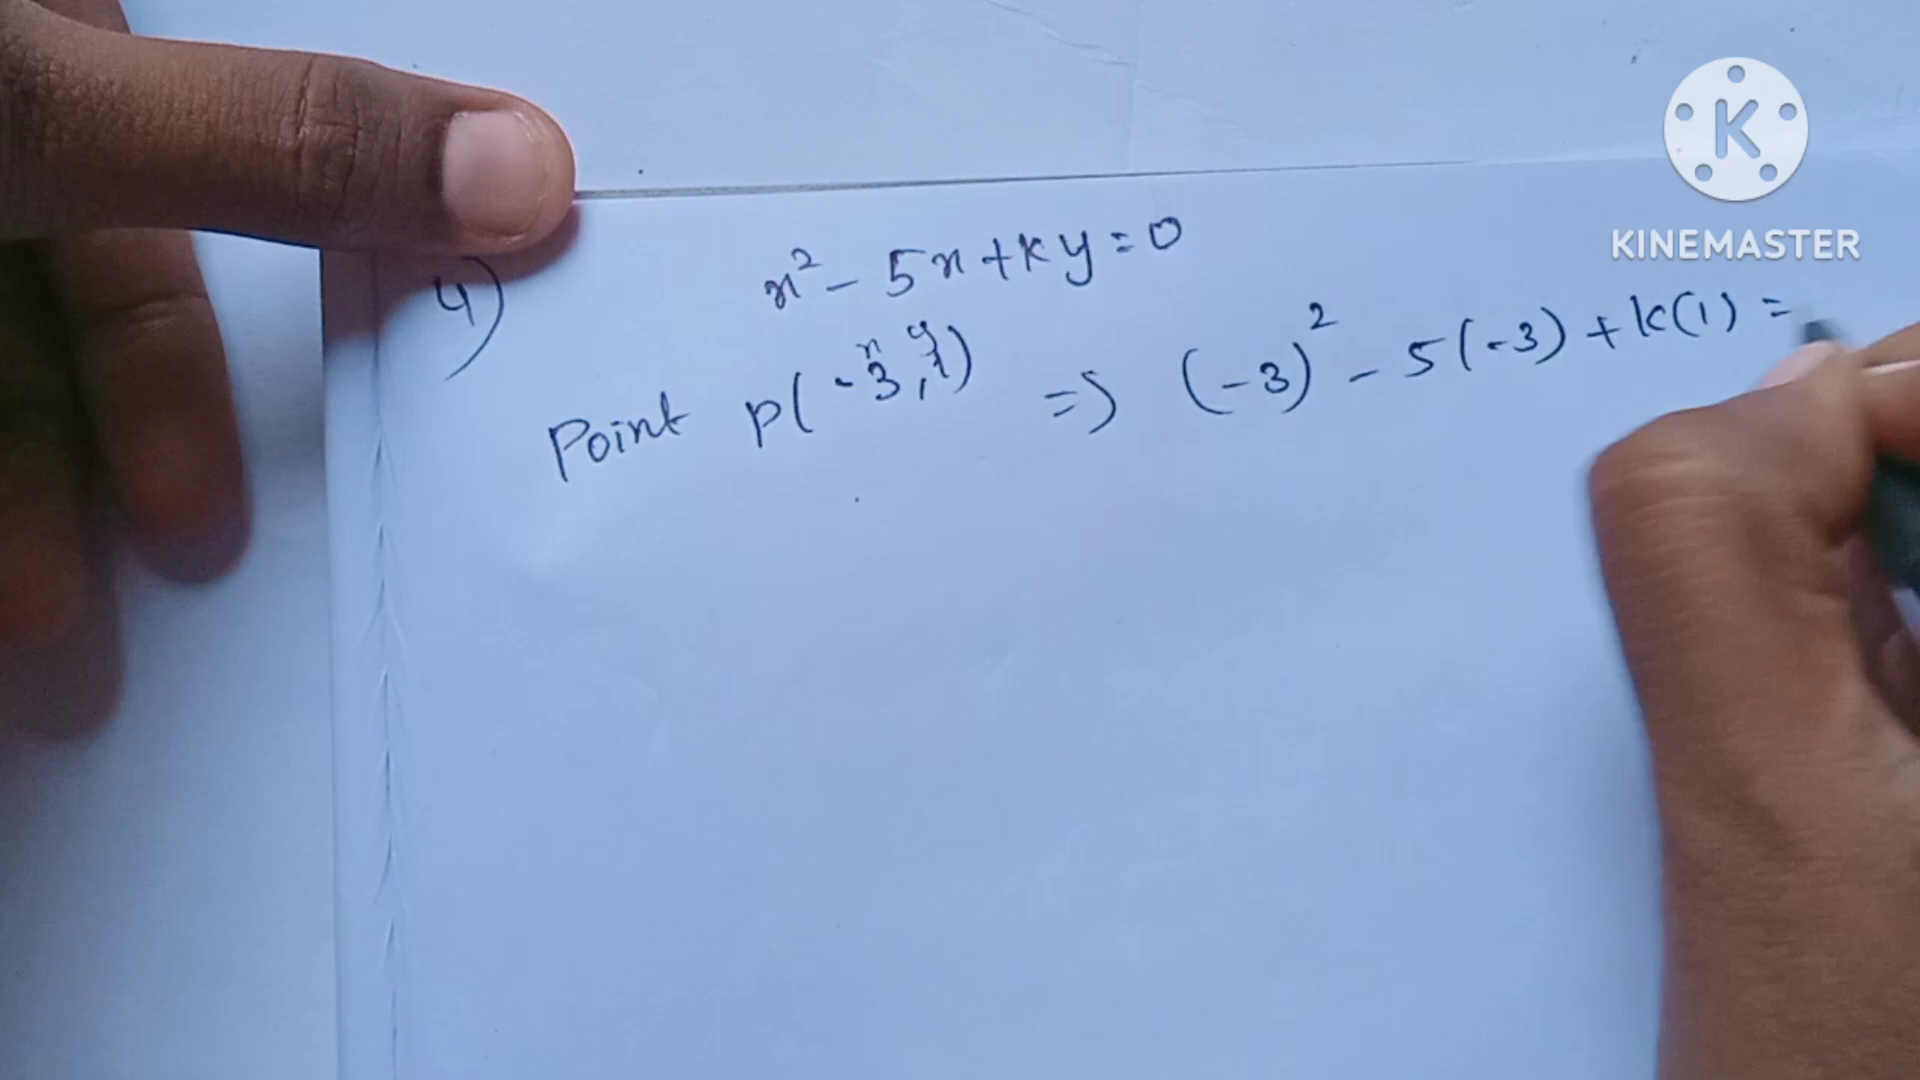 K
KINEMASTER
4) x² - 5x + ky = 0
x y
Point P(-3, 1) => (-3)² - 5(-3) + k(1) =